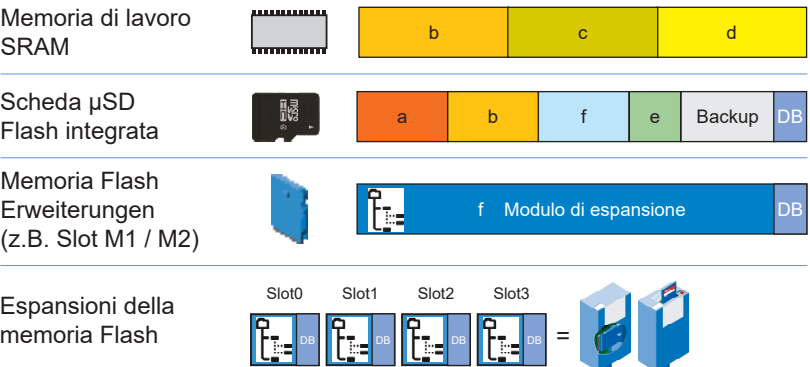 Memoria di lavoro
SRAM
b c d
Scheda µSD
Flash integrata
micro
a b f e Backup DB
Memoria Flash
Erweiterungen
(z.B. Slot M1 / M2)
f Modulo di espansione DB
Espansioni della
memoria Flash
Slot0 Slot1 Slot2 Slot3
DB DB DB DB =